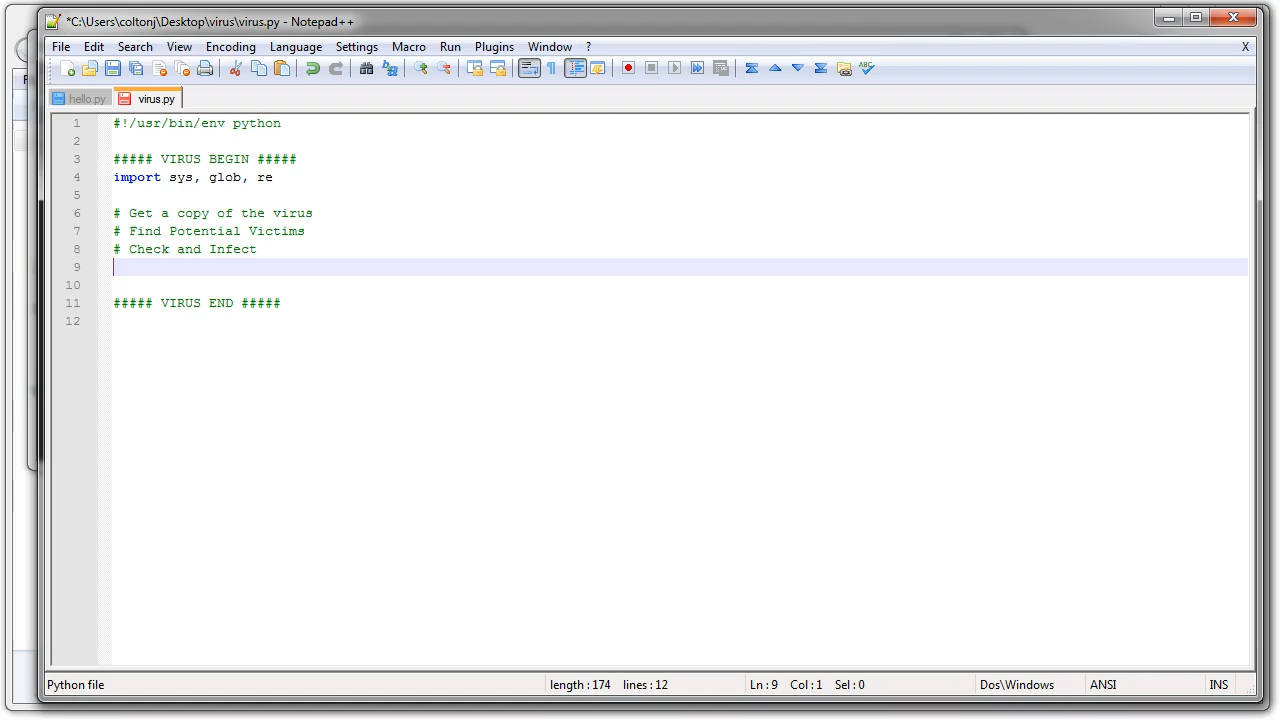 *C:\Users\coltonj\Desktop\virus\virus.py - Notepad++
File Edit Search View Encoding Language Settings Macro Run Plugins Window ? X
hello.py virus.py
1 #!/usr/bin/env python
2
3 ##### VIRUS BEGIN #####
4 import sys, glob, re
5
6 # Get a copy of the virus
7 # Find Potential Victims
8 # Check and Infect
9
10
11 ##### VIRUS END #####
12
Python file length : 174 lines : 12 Ln : 9 Col : 1 Sel : 0 Dos\Windows ANSI INS